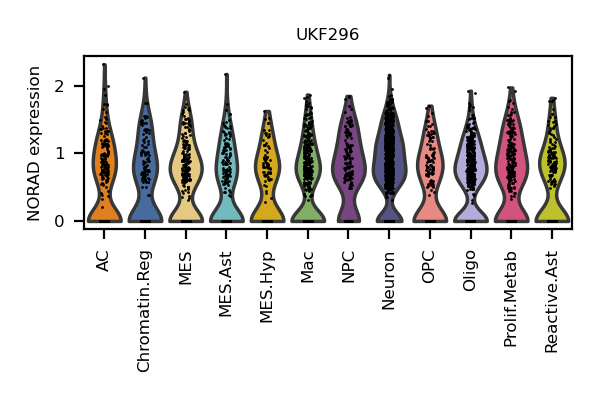 UKF296
NORAD expression
2
1
0
AC
Chromatin.Reg
MES
MES.Ast
MES.Hyp
Mac
NPC
Neuron
OPC
Oligo
Prolif.Metab
Reactive.Ast